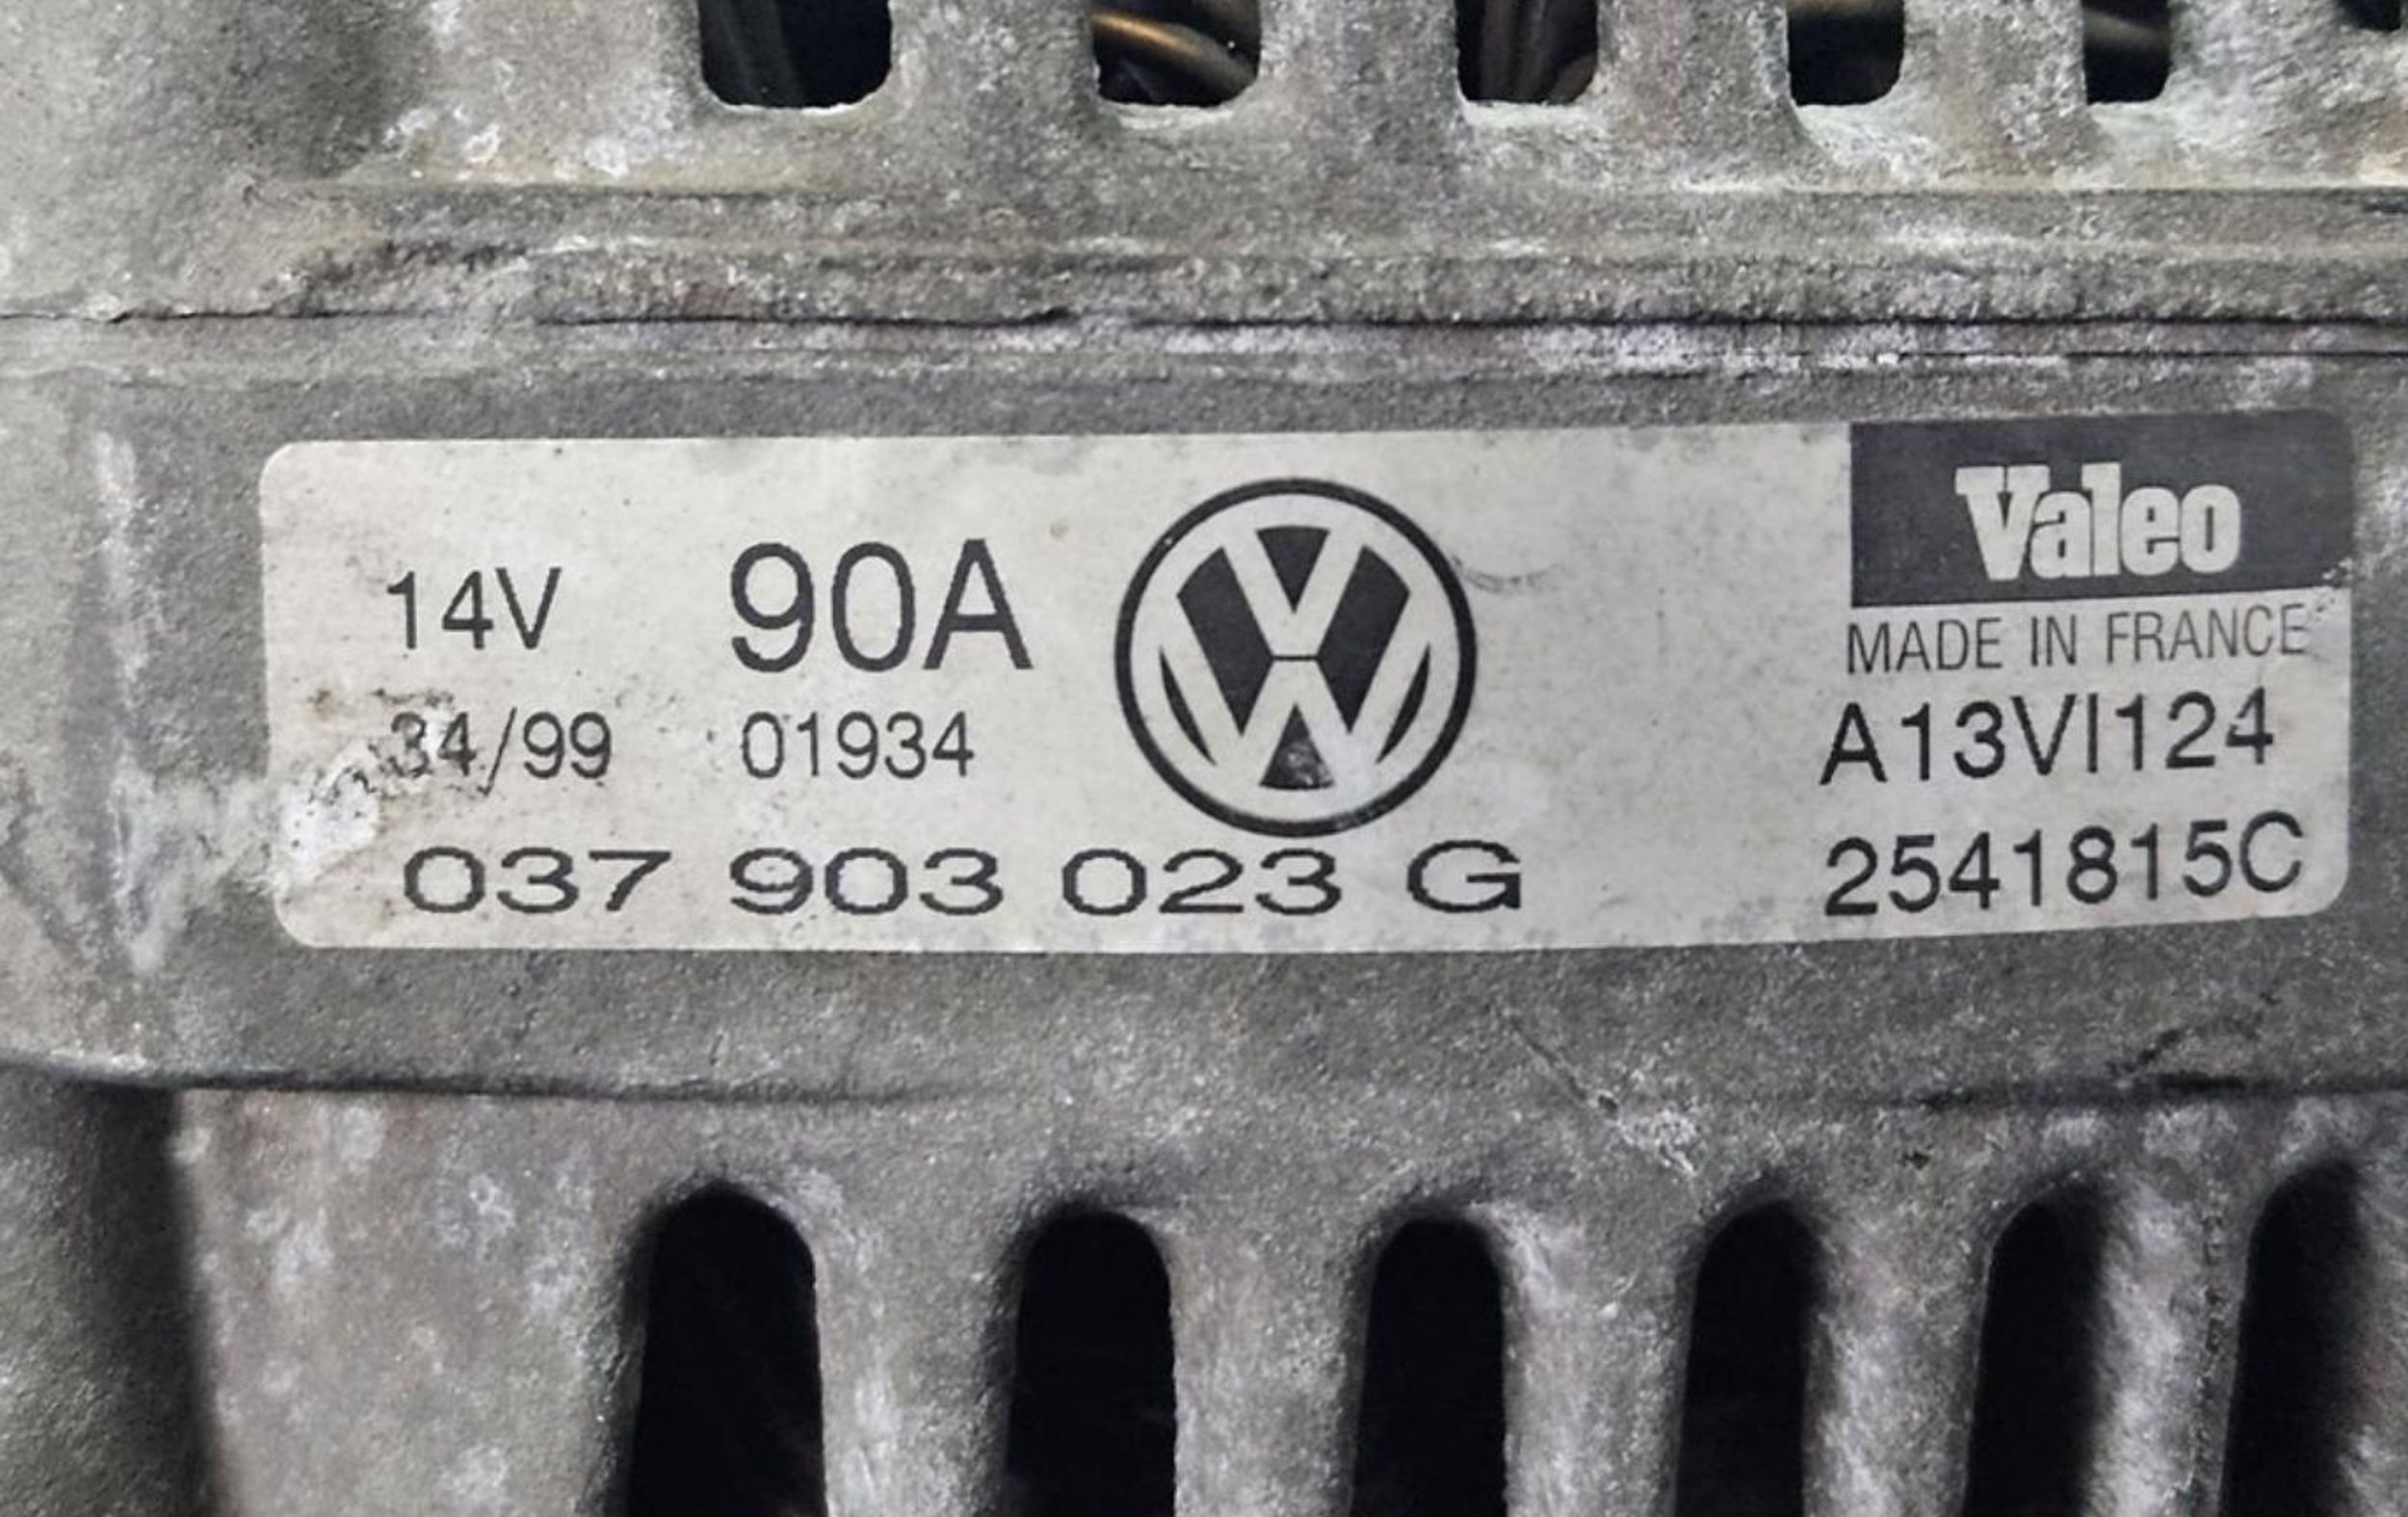 14V 90A
34/99 01934
037 903 023 G
Valeo
MADE IN FRANCE
A13VI124
2541815C